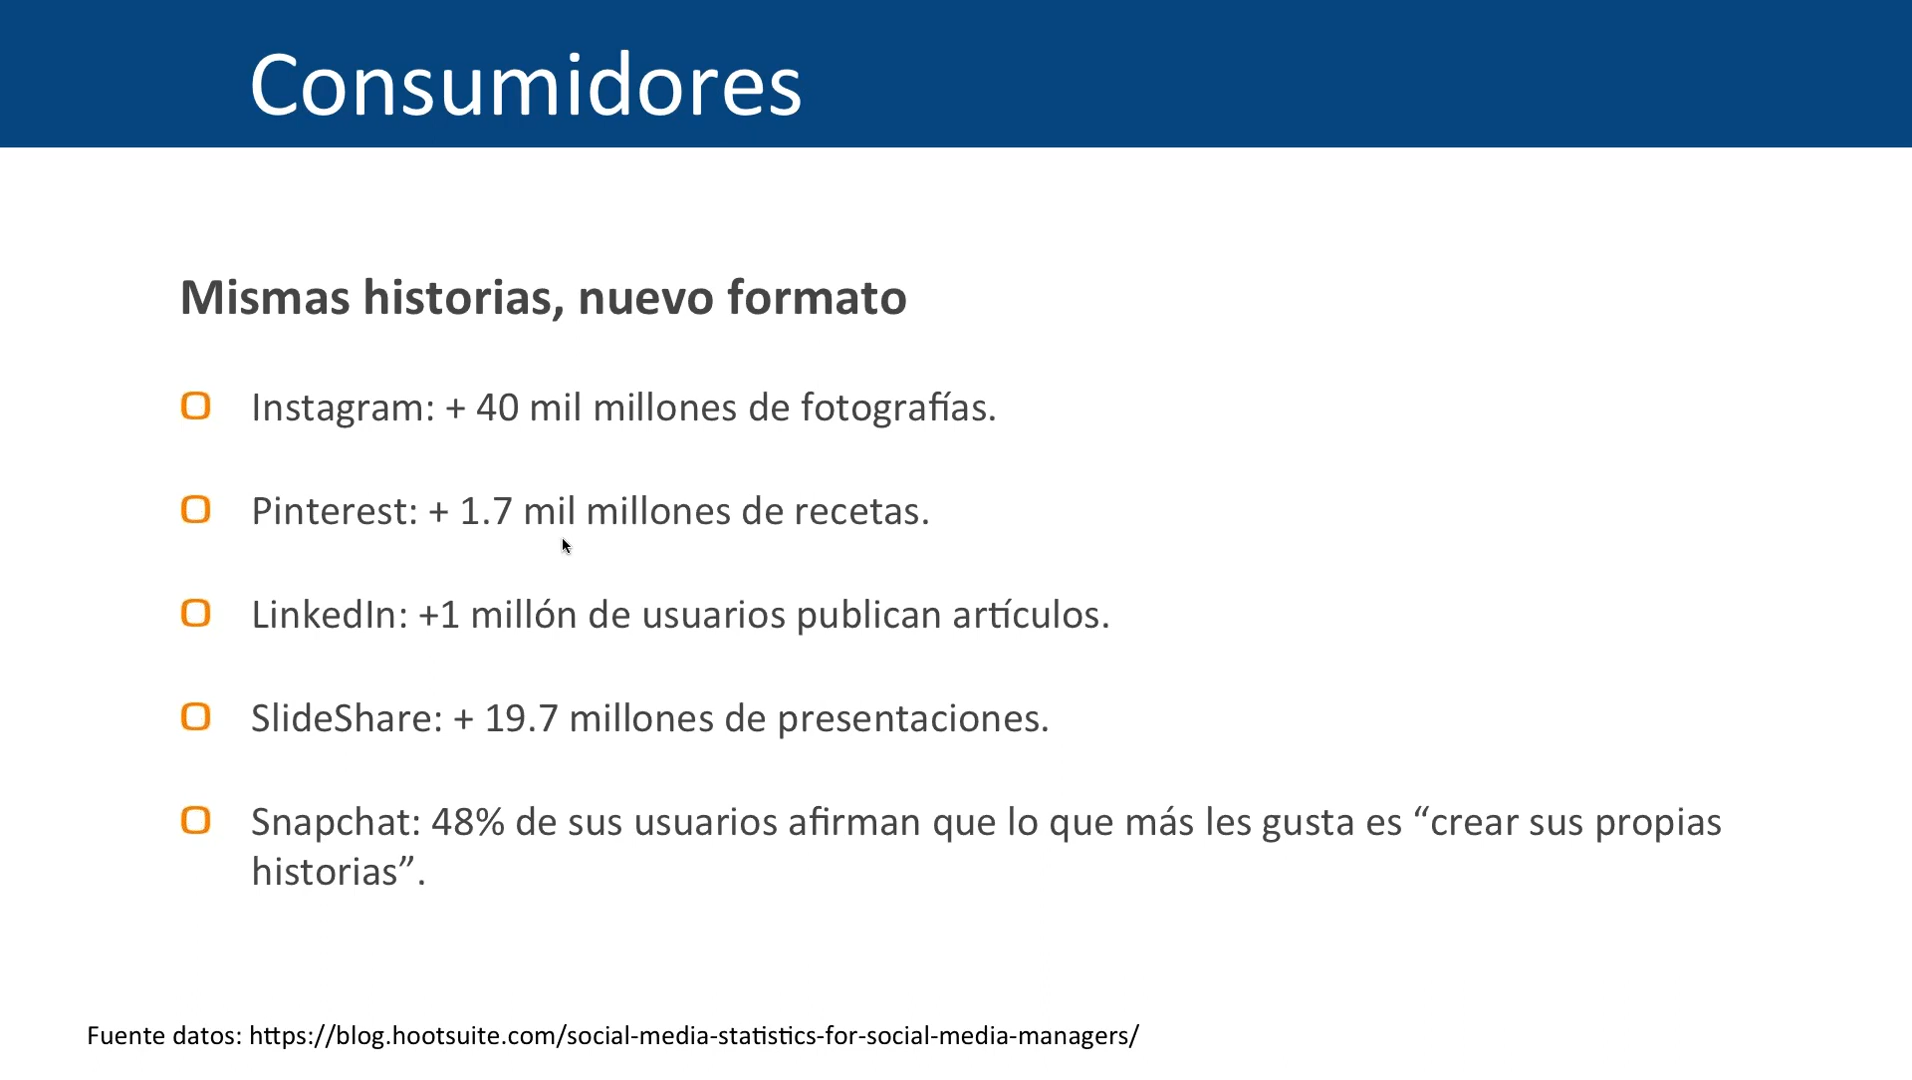 Consumidores
Mismas historias, nuevo formato
Instagram: + 40 mil millones de fotografías.
Pinterest: + 1.7 mil millones de recetas.
LinkedIn: +1 millón de usuarios publican artículos.
SlideShare: + 19.7 millones de presentaciones.
Snapchat: 48% de sus usuarios afirman que lo que más les gusta es “crear sus propias
historias”.
Fuente datos: https://blog.hootsuite.com/social-media-statistics-for-social-media-managers/